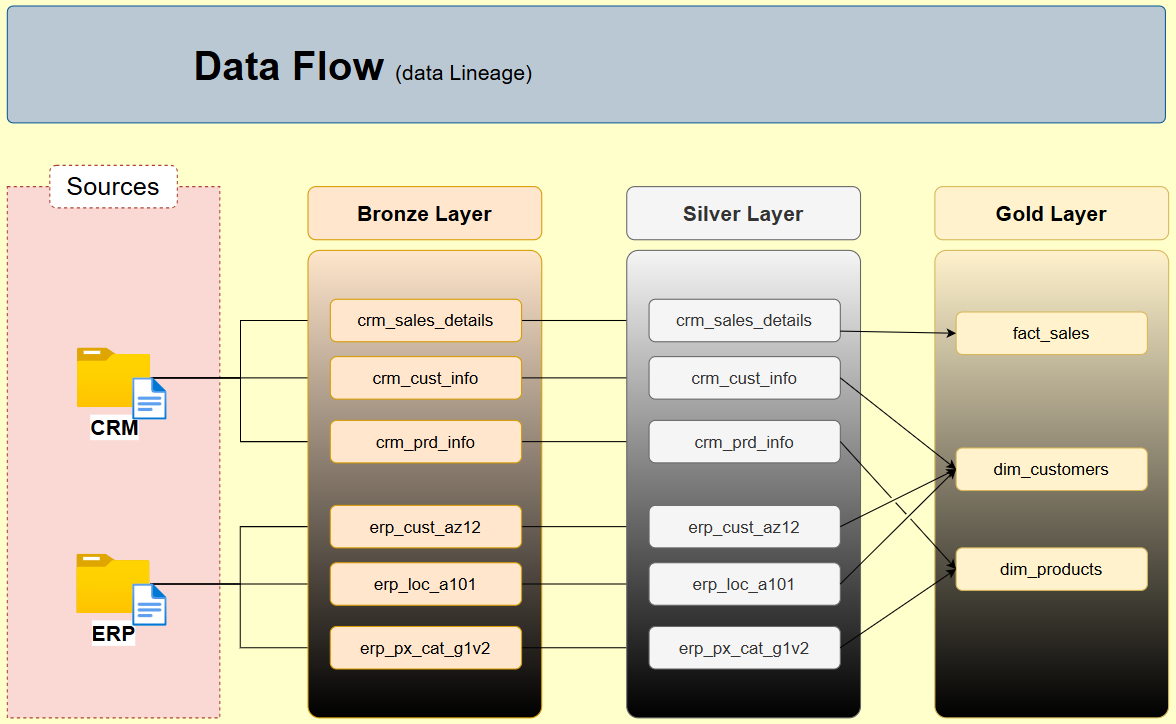 Data Flow (data Lineage)
Sources
CRM
ERP
Bronze Layer
crm_sales_details
crm_cust_info
crm_prd_info
erp_cust_az12
erp_loc_a101
erp_px_cat_g1v2
Silver Layer
crm_sales_details
crm_cust_info
crm_prd_info
erp_cust_az12
erp_loc_a101
erp_px_cat_g1v2
Gold Layer
fact_sales
dim_customers
dim_products